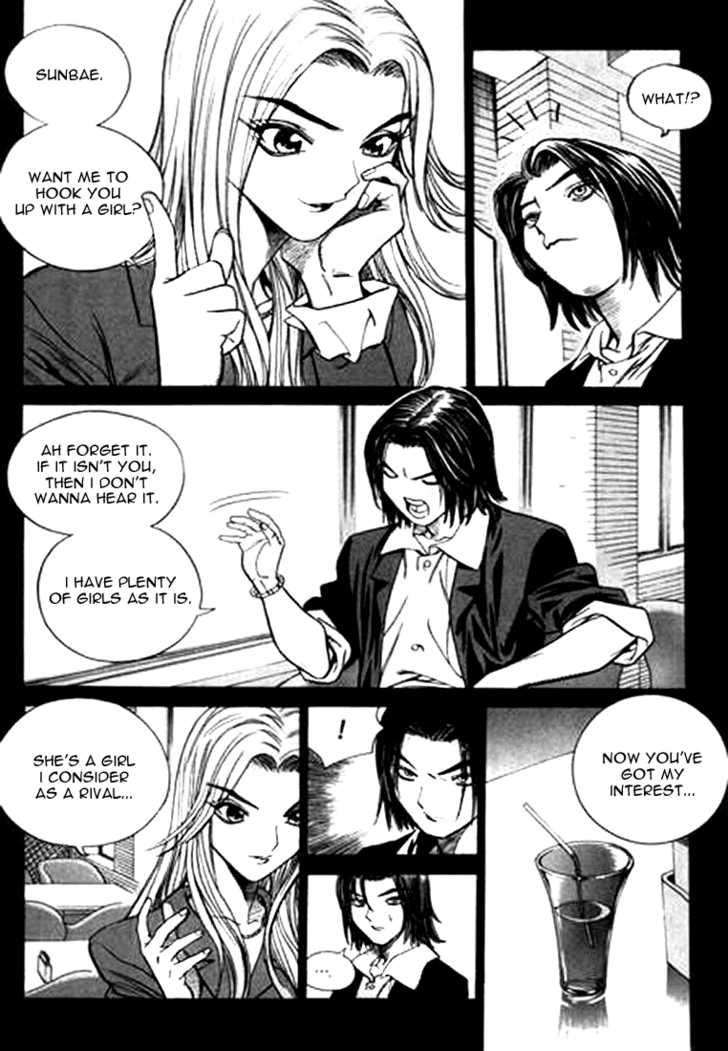 SUNBAE.
WANT ME TO
HOOK YOU
UP WITH A GIRL?
WHAT!?
AH FORGET IT.
IF IT ISN'T YOU,
THEN I DON'T
WANNA HEAR IT.
I HAVE PLENTY
OF GIRLS AS IT IS.
SHE'S A GIRL
I CONSIDER
AS A RIVAL...
!
...
NOW YOU'VE
GOT MY
INTEREST...